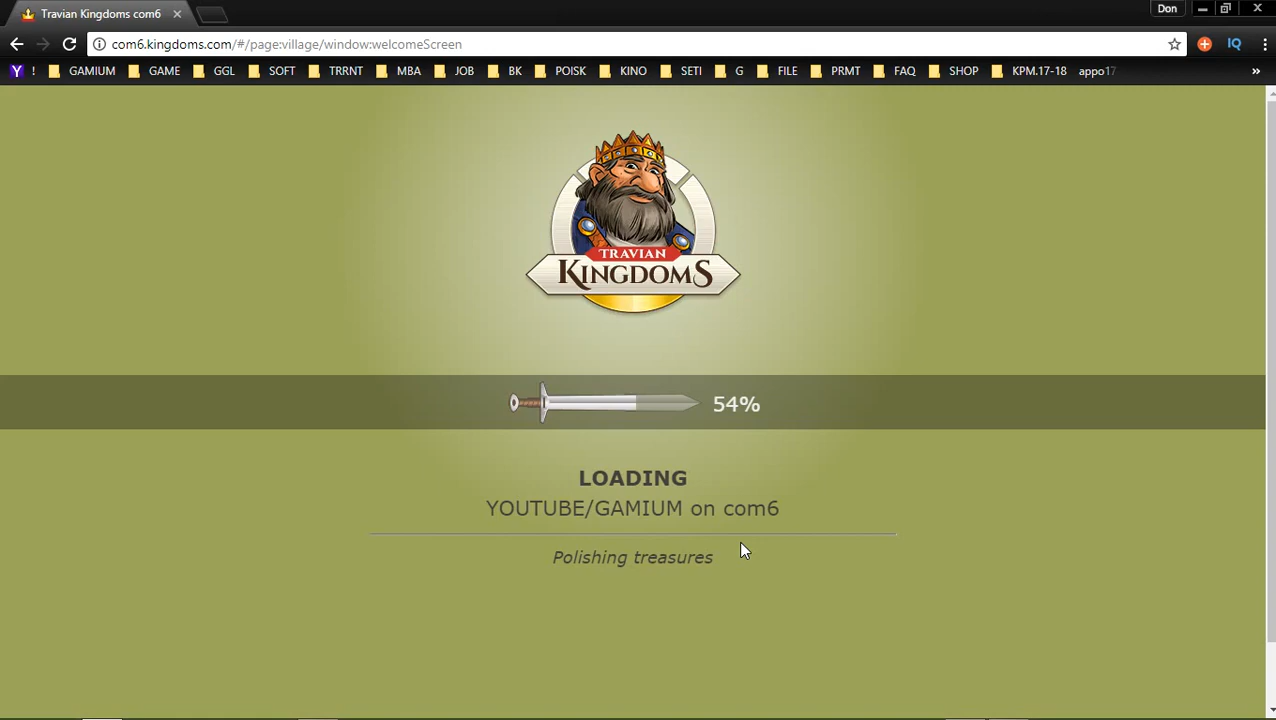 Travian Kingdoms com6
Don
com6.kingdoms.com/#/page:village/window:welcomeScreen
IQ
Y ! GAMIUM GAME GGL SOFT TRRNT MBA JOB BK POISK KINO SETI G FILE PRMT FAQ SHOP KPM.17-18 appo17 »
TRAVIAN
KINGDOMS
54%
LOADING
YOUTUBE/GAMIUM on com6
Polishing treasures